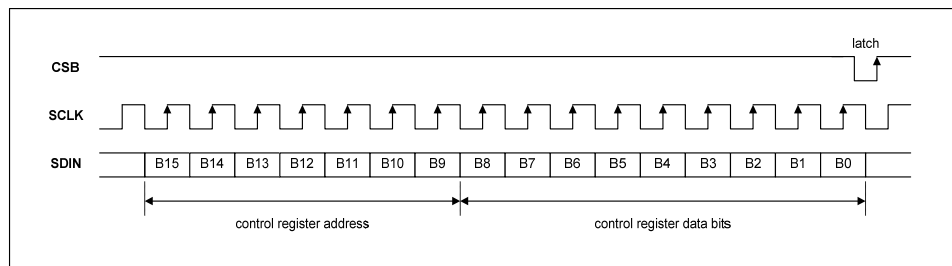 latch
CSB
SCLK
SDIN B15 B14 B13 B12 B11 B10 B9 B8 B7 B6 B5 B4 B3 B2 B1 B0
control register address control register data bits